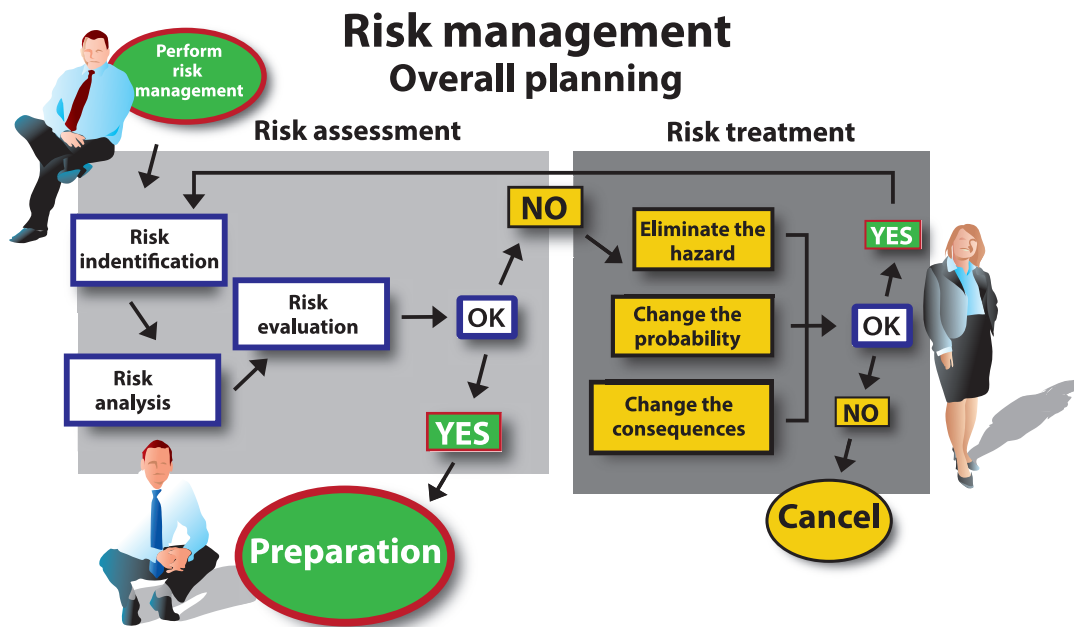 Risk management
Overall planning
Perform
risk
management
Risk assessment
Risk treatment
Risk
indentification
Risk
analysis
Risk
evaluation
OK
NO
YES
Preparation
Eliminate the
hazard
Change the
probability
Change the
consequences
OK
YES
NO
Cancel